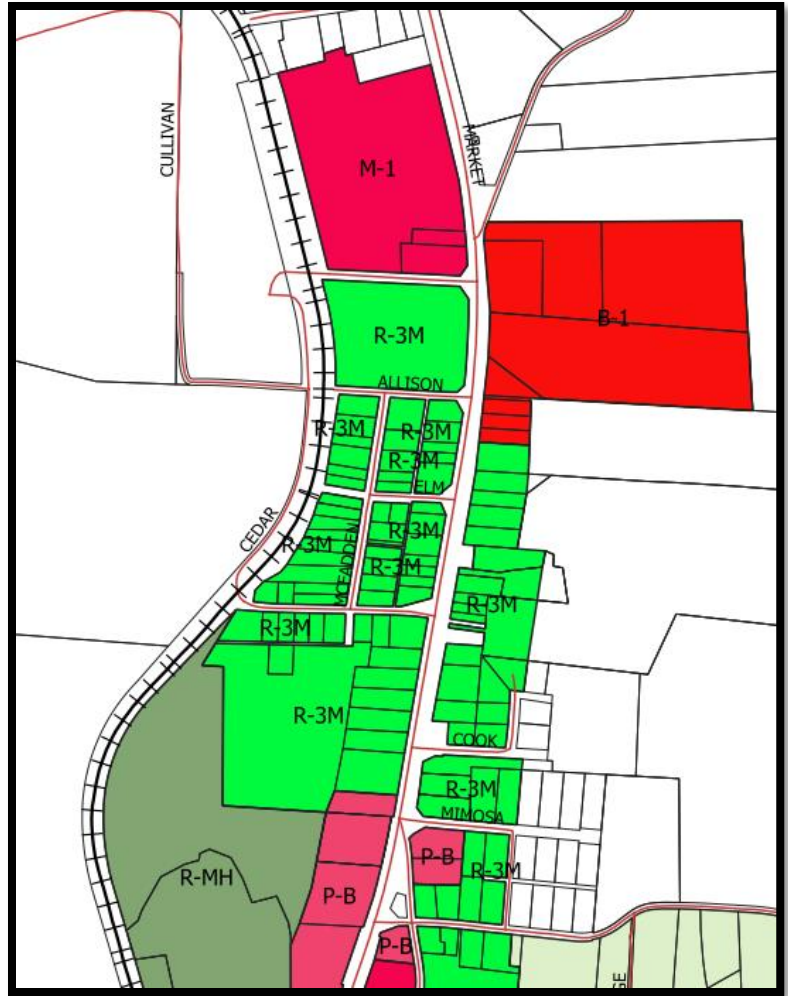 CULLIVAN
MARKET
M-1
B-1
R-3M
ALLISON
R-3M
R-3M
R-3M
ELM
CEDAR
R-3M
MCFADDEN
R-3M
R-3M
R-3M
R-3M
R-3M
COOK
R-3M
MIMOSA
P-B
R-3M
R-MH
P-B
P-B
GE